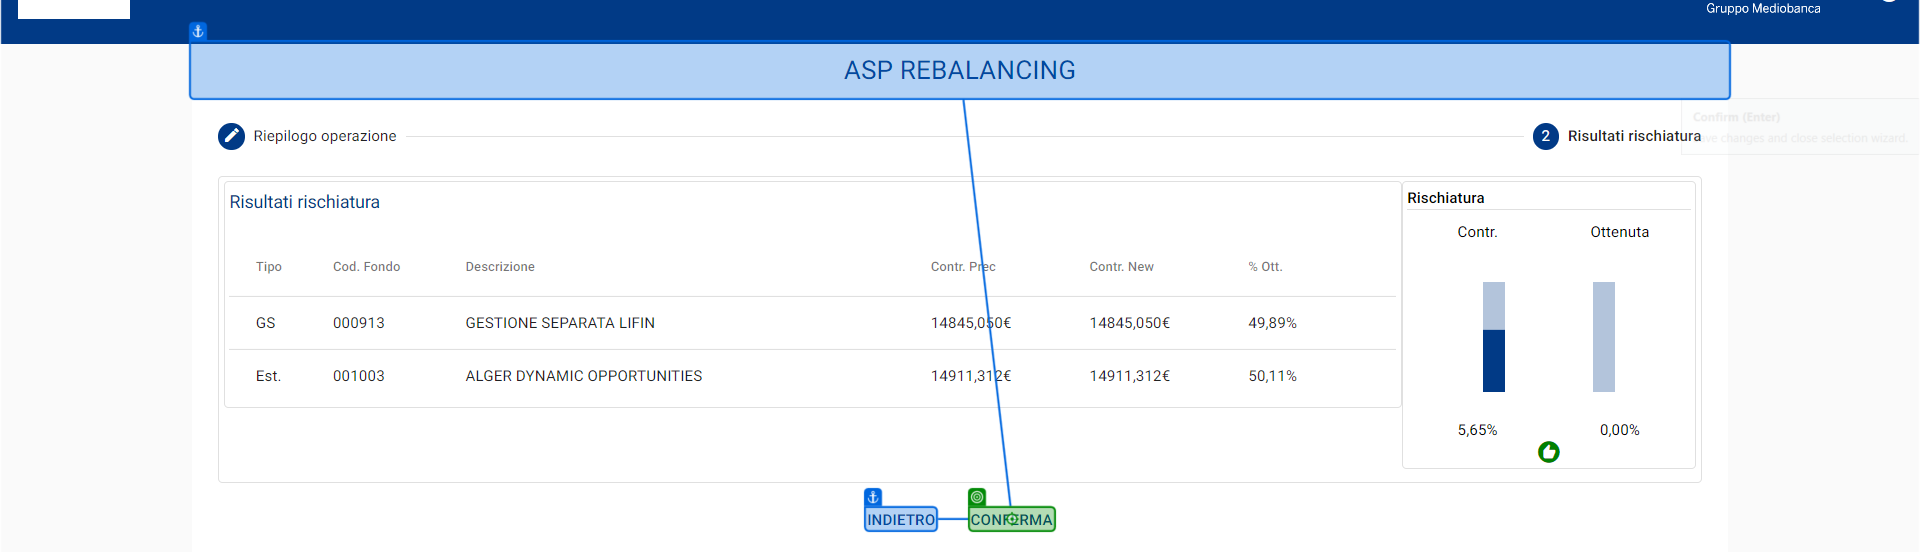 Gruppo Mediobanca
ASP REBALANCING
Confirm (Enter)
Save changes and close selection wizard.
Riepilogo operazione
2 Risultati rischiatura
Risultati rischiatura
Tipo Cod. Fondo Descrizione Contr. Prec Contr. New % Ott.
GS 000913 GESTIONE SEPARATA LIFIN 14845,050€ 14845,050€ 49,89%
Est. 001003 ALGER DYNAMIC OPPORTUNITIES 14911,312€ 14911,312€ 50,11%
Rischiatura
Contr. Ottenuta
5,65% 0,00%
INDIETRO CONFERMA